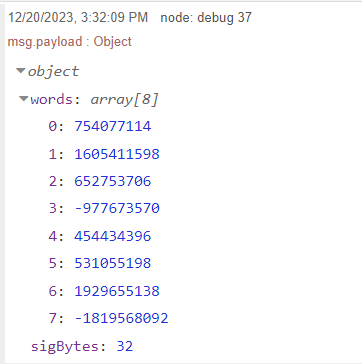 12/20/2023, 3:32:09 PM node: debug 37
msg.payload : Object
object
words: array[8]
0: 754077114
1: 1605411598
2: 652753706
3: -977673570
4: 454434396
5: 531055198
6: 1929655138
7: -1819568092
sigBytes: 32